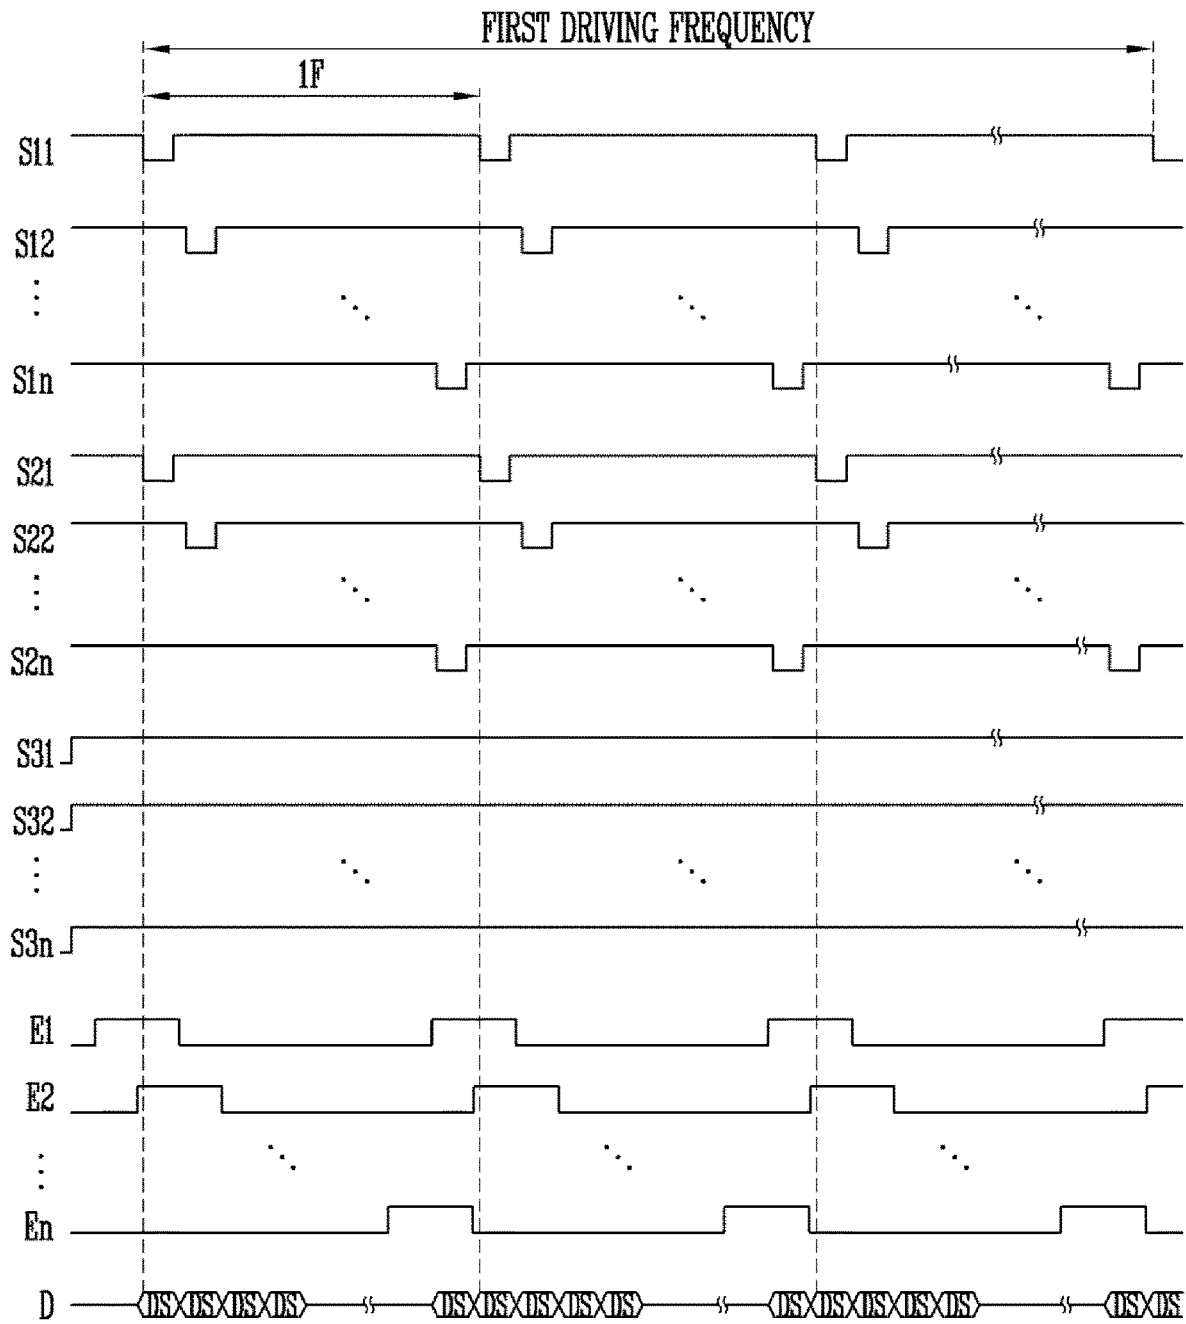 FIRST DRIVING FREQUENCY
1F
S11
S12
S1n
S21
S22
S2n
S31
S32
S3n
E1
E2
En
D DS DS DS DS DS DS DS DS DS DS DS DS DS DS DS DS